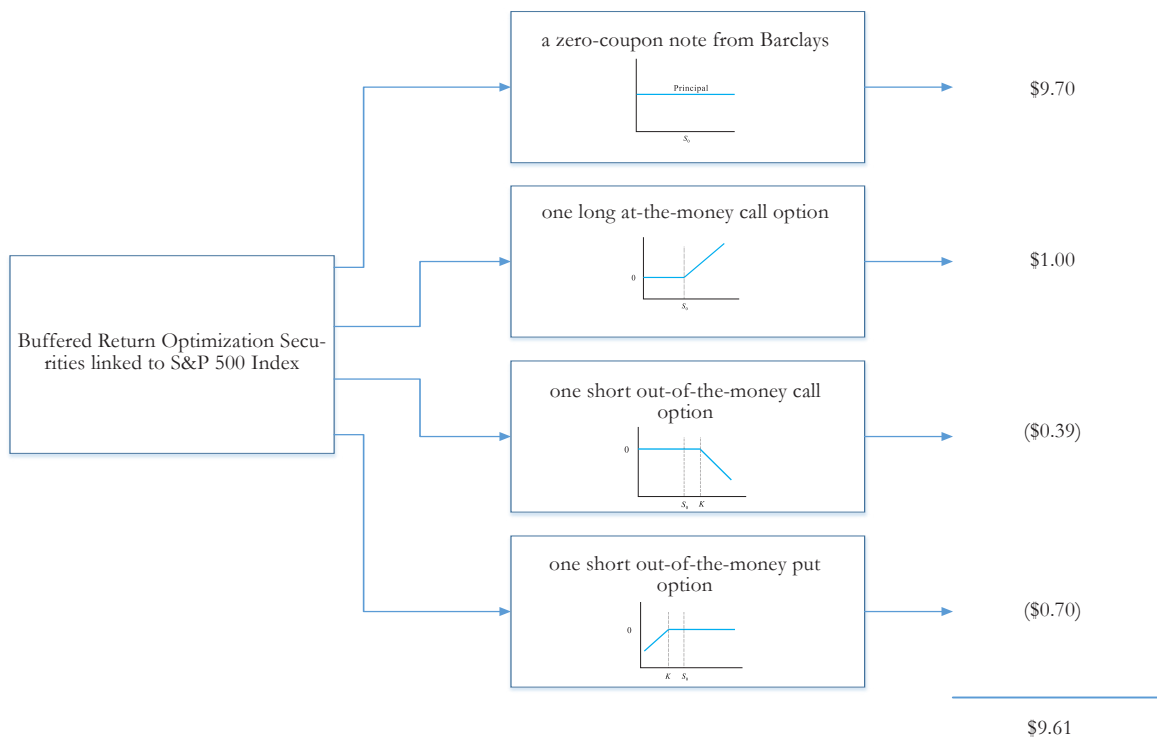 a zero-coupon note from Barclays
Principal
S₀
$9.70
one long at-the-money call option
0
S₀
$1.00
Buffered Return Optimization Secu-
rities linked to S&P 500 Index
one short out-of-the-money call
option
0
S₀ K
($0.39)
one short out-of-the-money put
option
0
K S₀
($0.70)
$9.61